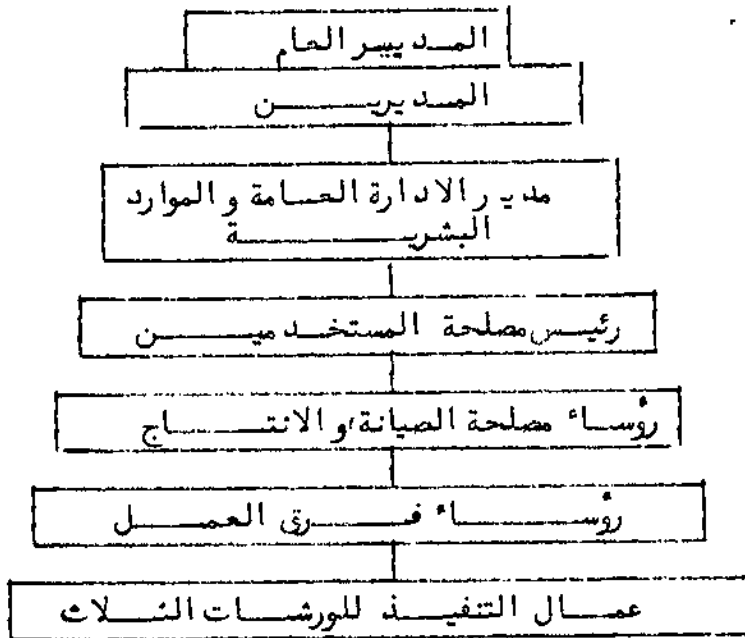 المدير العام
المديرين
مدير الادارة العامة و الموارد
البشرية
رئيس مصلحة المستخدمين
رؤساء مصلحة الصيانة و الانتاج
رؤساء فرق العمل
عمال التنفيذ للورشات الثلاث